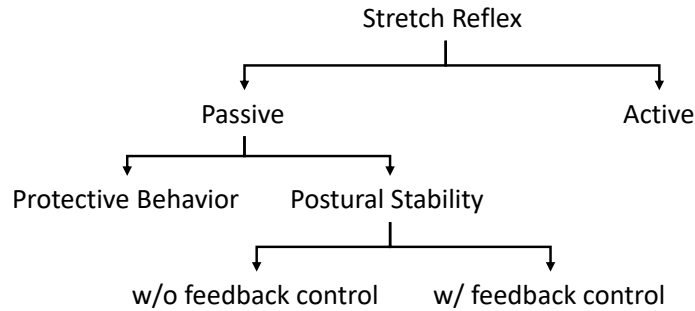 Stretch Reflex
Passive
Active
Protective Behavior
Postural Stability
w/o feedback control
w/ feedback control